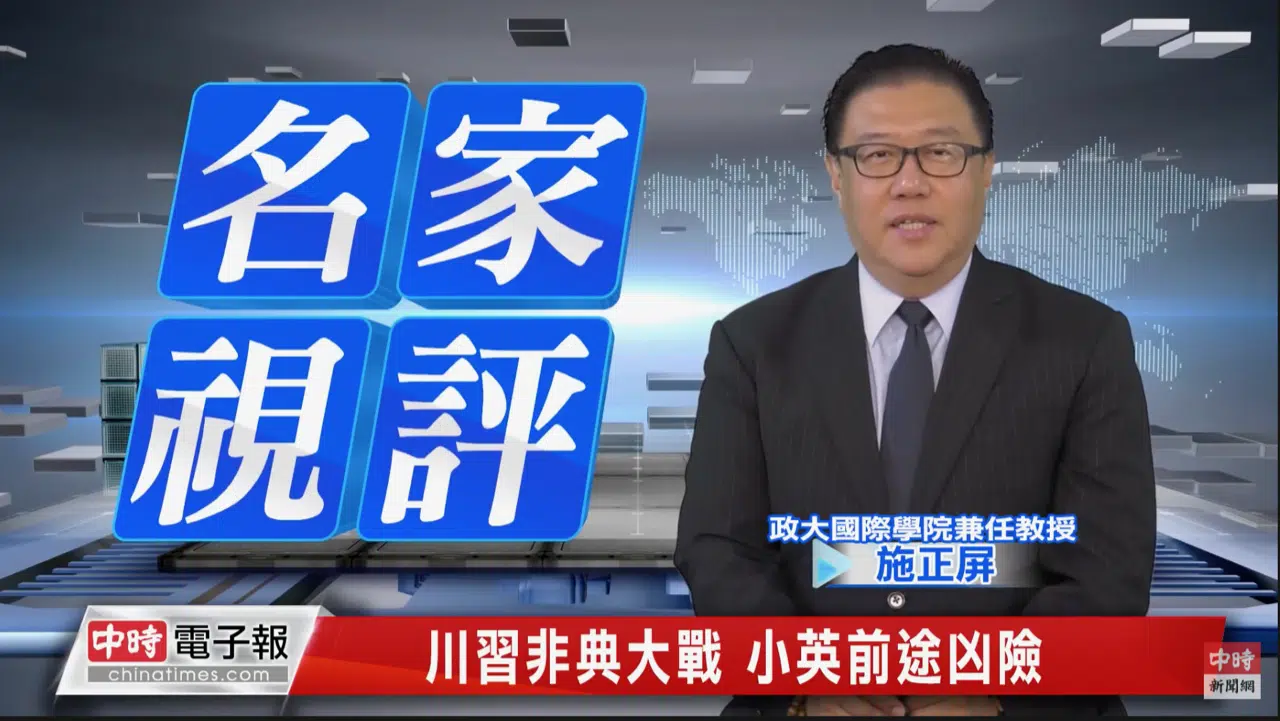 名家
視評
政大國際學院兼任教授
施正屏
中時 電子報
chinatimes.com
川習非典大戰 小英前途凶險
中時
新聞網